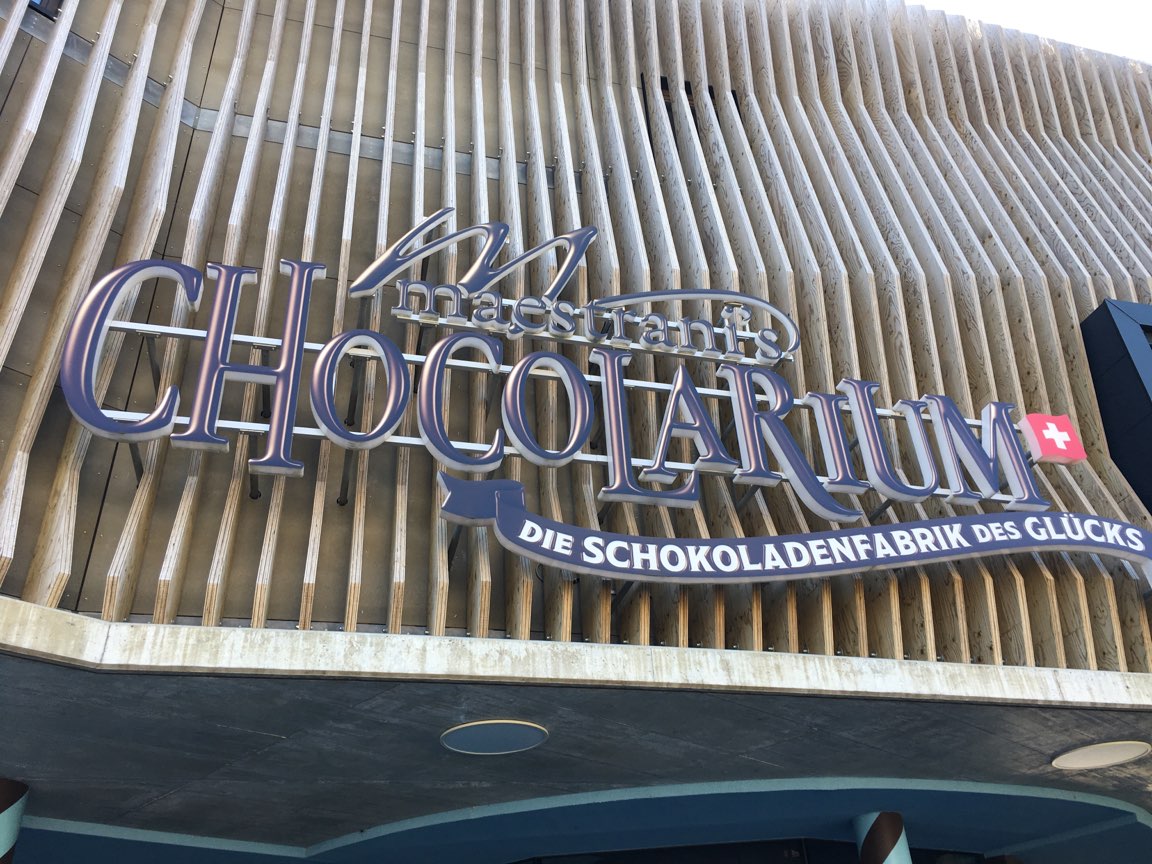 maestrani's
CHOCOLARIUM
DIE SCHOKOLADENFABRIK DES GLÜCKS